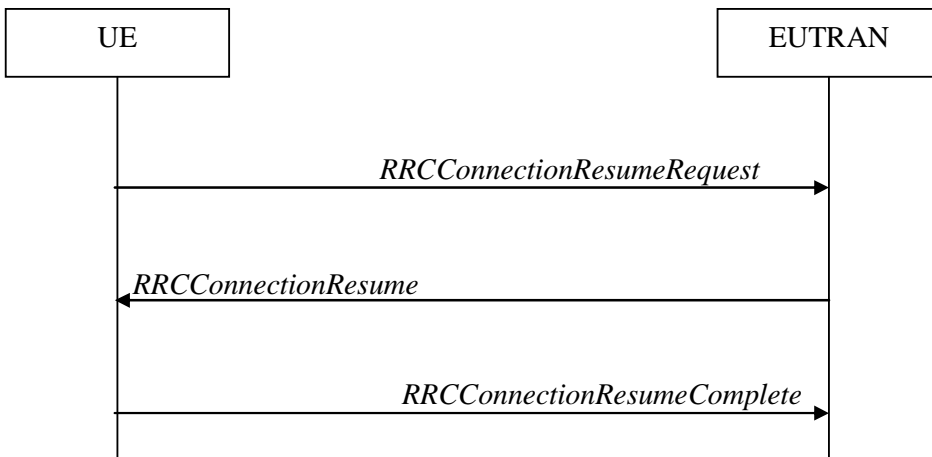 UE
EUTRAN
RRCConnectionResumeRequest
RRCConnectionResume
RRCConnectionResumeComplete